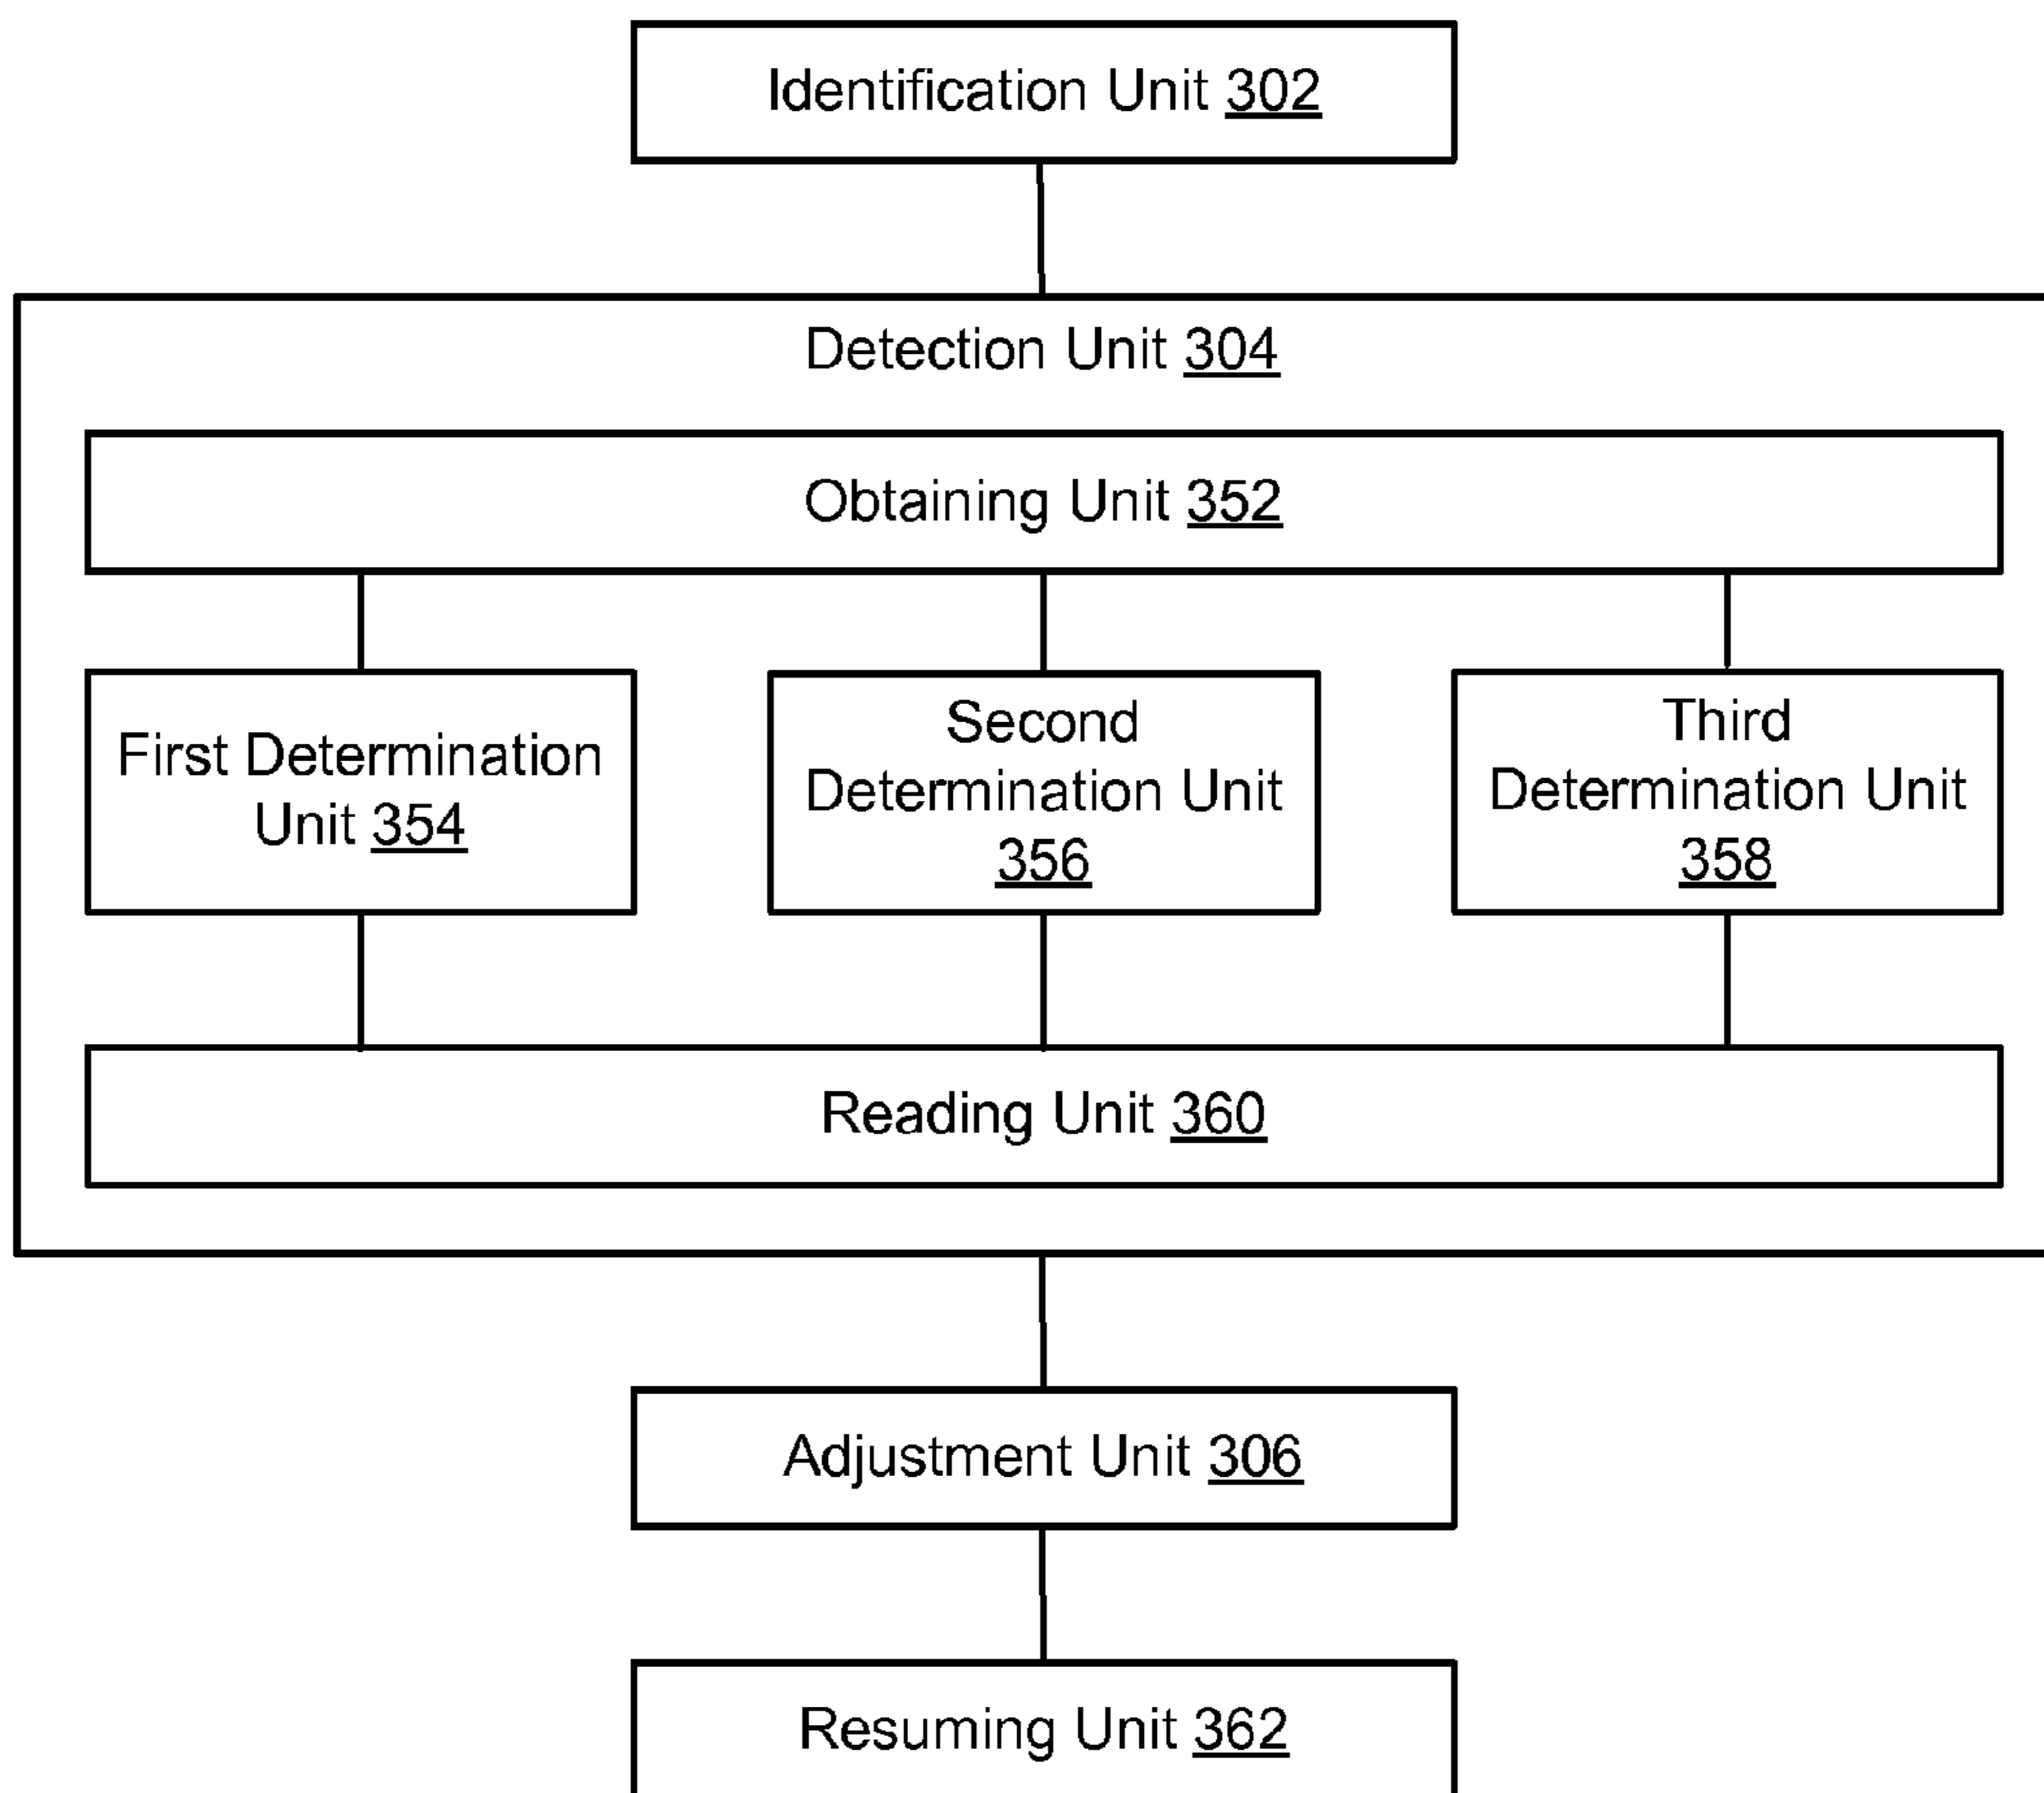 Identification Unit 302
Detection Unit 304
Obtaining Unit 352
First Determination
Unit 354
Second
Determination Unit
356
Third
Determination Unit
358
Reading Unit 360
Adjustment Unit 306
Resuming Unit 362